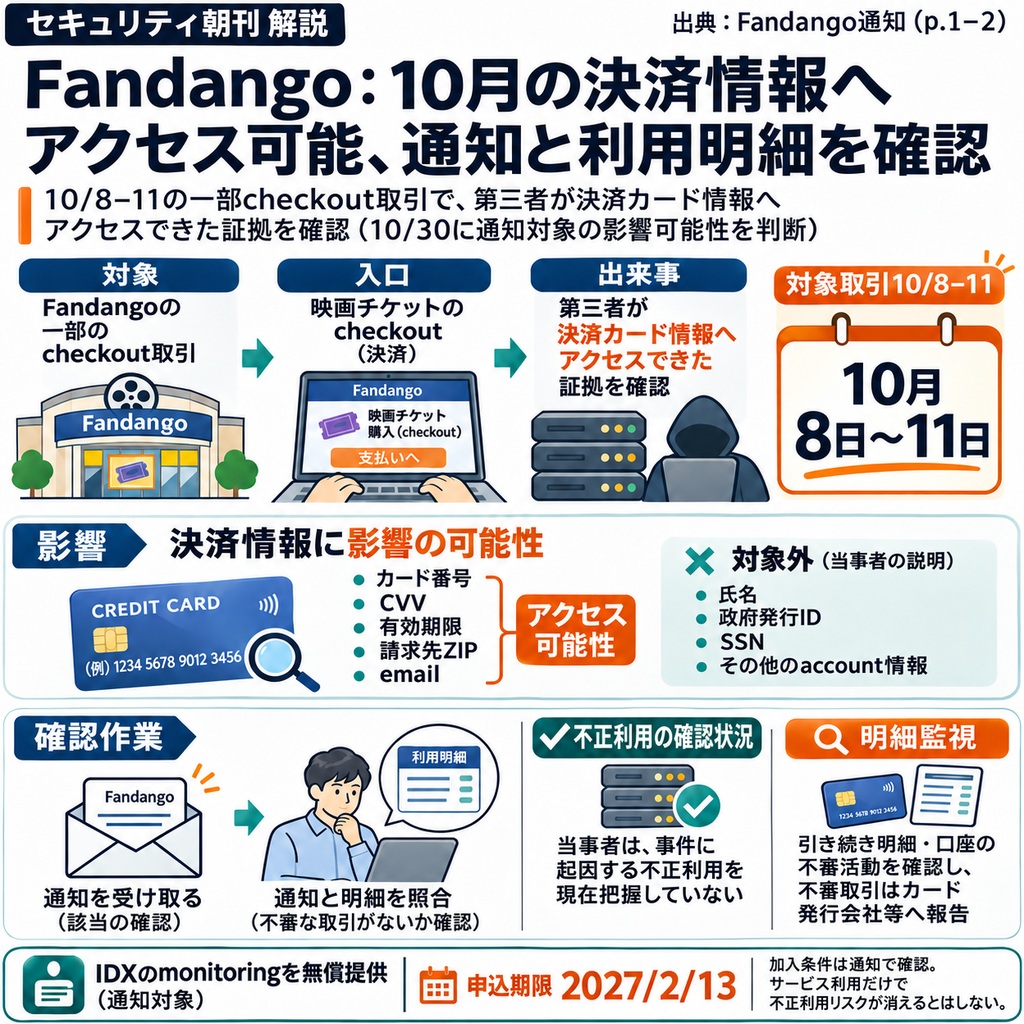 セキュリティ朝刊 解説
出典：Fandango通知（p.1–2）
Fandango：10月の決済情報へ
アクセス可能、通知と利用明細を確認
10/8–11の一部checkout取引で、第三者が決済カード情報へ
アクセスできた証拠を確認（10/30に通知対象の影響可能性を判断）
対象
Fandangoの
一部の
checkout取引
Fandango
入口
映画チケットの
checkout
（決済）
Fandango
映画チケット
購入（checkout）
支払いへ
出来事
第三者が
決済カード情報へ
アクセスできた
証拠を確認
対象取引10/8–11
10月
8日～11日
影響
決済情報に影響の可能性
CREDIT CARD
（例）1234 5678 9012 3456
カード番号
CVV
有効期限
請求先ZIP
email
アクセス
可能性
対象外（当事者の説明）
氏名
政府発行ID
SSN
その他のaccount情報
確認作業
Fandango
通知を受け取る
（該当の確認）
利用明細
通知と明細を照合
（不審な取引がないか確認）
不正利用の確認状況
当事者は、事件に
起因する不正利用を
現在把握していない
明細監視
1234 5678 9012 3456
引き続き明細・口座の
不審活動を確認し、
不審取引はカード
発行会社等へ報告
IDXのmonitoringを無償提供
（通知対象）
申込期限 2027/2/13
加入条件は通知で確認。
サービス利用だけで
不正利用リスクが消えるとはしない。